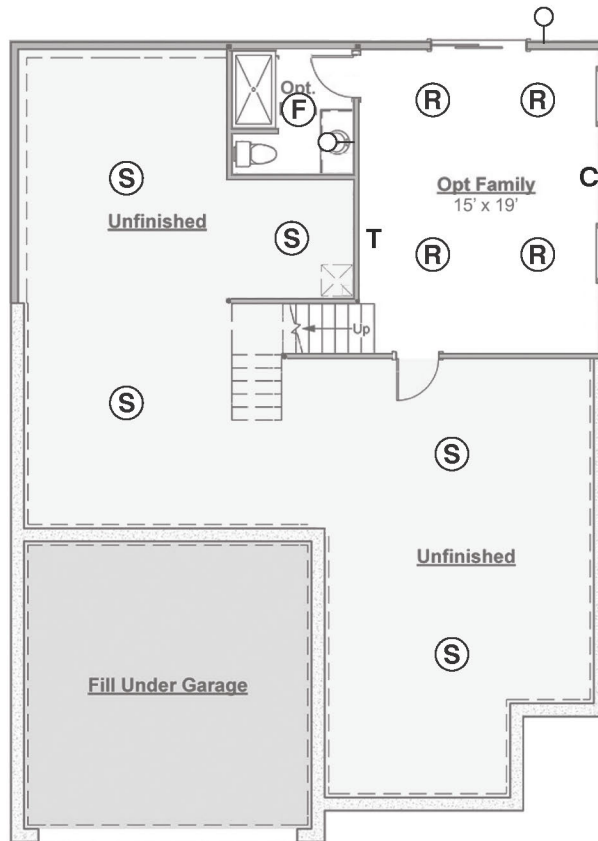 Opt.
F
R
R
S
Opt Family
15' x 19'
C
Unfinished
S
T
R
R
Up
S
S
Unfinished
S
Fill Under Garage